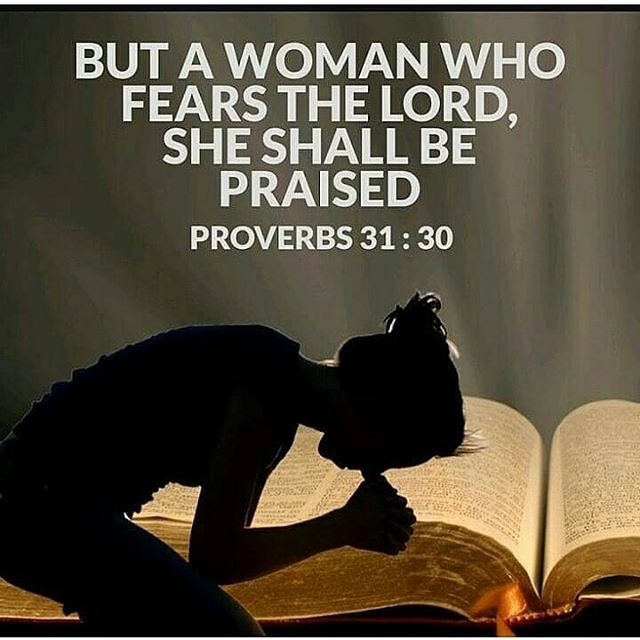 BUT A WOMAN WHO
FEARS THE LORD,
SHE SHALL BE
PRAISED
PROVERBS 31 : 30